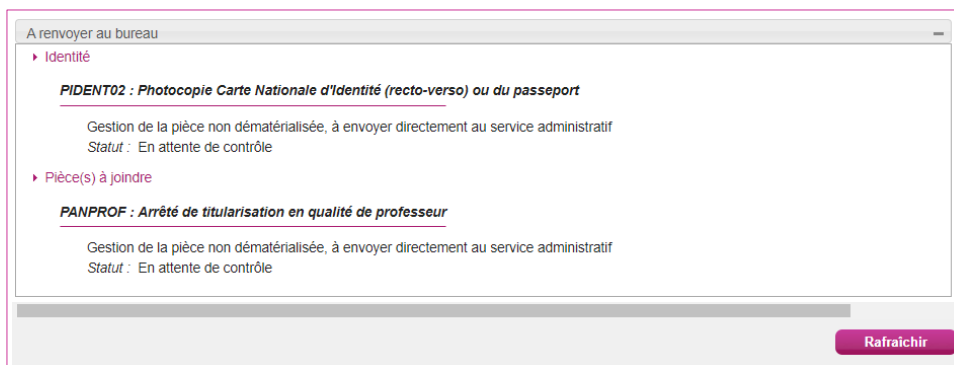 A renvoyer au bureau
Identité
PIDENT02 : Photocopie Carte Nationale d'Identité (recto-verso) ou du passeport
Gestion de la pièce non dématérialisée, à envoyer directement au service administratif
Statut : En attente de contrôle
Pièce(s) à joindre
PANPROF : Arrêté de titularisation en qualité de professeur
Gestion de la pièce non dématérialisée, à envoyer directement au service administratif
Statut : En attente de contrôle
Rafraîchir